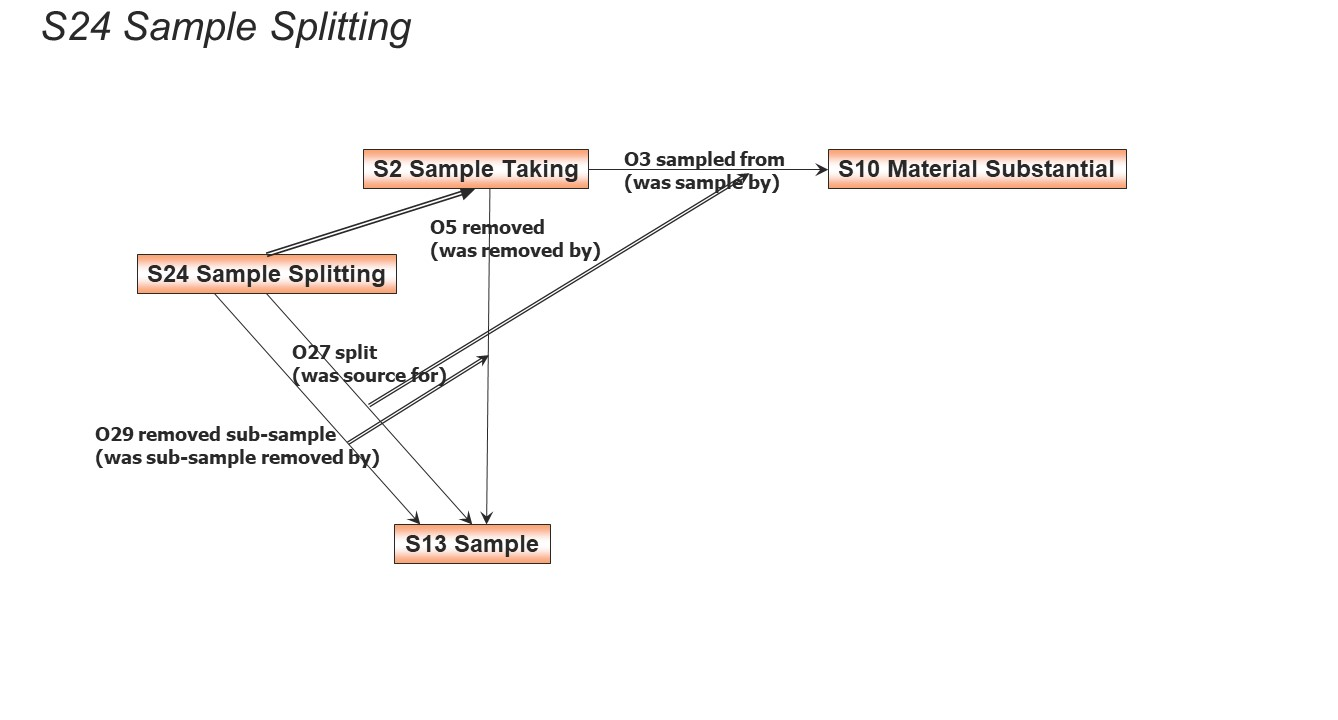 S24 Sample Splitting
S2 Sample Taking
O3 sampled from
(was sample by)
S10 Material Substantial
O5 removed
(was removed by)
S24 Sample Splitting
O27 split
(was source for)
O29 removed sub-sample
(was sub-sample removed by)
S13 Sample